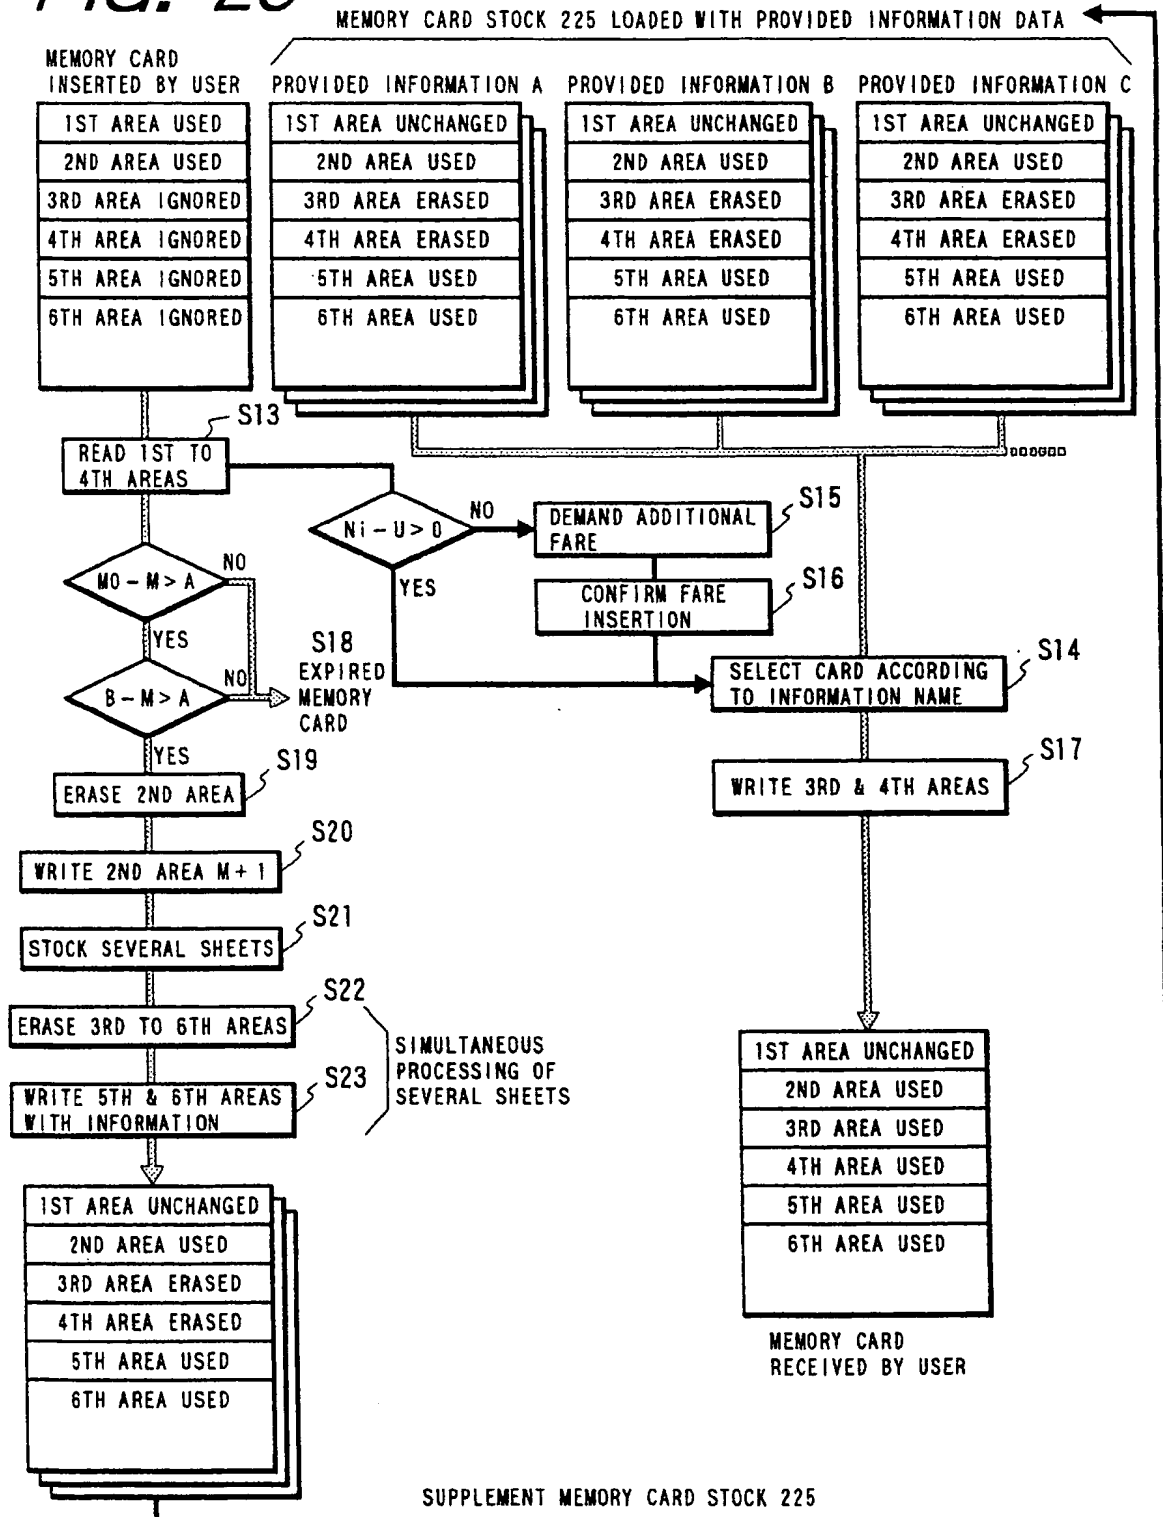 FIG. 20
MEMORY CARD STOCK 225 LOADED WITH PROVIDED INFORMATION DATA
MEMORY CARD
INSERTED BY USER
1ST AREA USED
2ND AREA USED
3RD AREA IGNORED
4TH AREA IGNORED
5TH AREA IGNORED
6TH AREA IGNORED
PROVIDED INFORMATION A
1ST AREA UNCHANGED
2ND AREA USED
3RD AREA ERASED
4TH AREA ERASED
5TH AREA USED
6TH AREA USED
PROVIDED INFORMATION B
1ST AREA UNCHANGED
2ND AREA USED
3RD AREA ERASED
4TH AREA ERASED
5TH AREA USED
6TH AREA USED
PROVIDED INFORMATION C
1ST AREA UNCHANGED
2ND AREA USED
3RD AREA ERASED
4TH AREA ERASED
5TH AREA USED
6TH AREA USED
S13
READ 1ST TO
4TH AREAS
Ni - U > 0
NO
YES
S15
DEMAND ADDITIONAL
FARE
S16
CONFIRM FARE
INSERTION
M0 - M > A
NO
YES
B - M > A
NO
YES
S18
EXPIRED
MEMORY
CARD
S14
SELECT CARD ACCORDING
TO INFORMATION NAME
S17
WRITE 3RD & 4TH AREAS
S19
ERASE 2ND AREA
S20
WRITE 2ND AREA M + 1
S21
STOCK SEVERAL SHEETS
S22
ERASE 3RD TO 6TH AREAS
S23
WRITE 5TH & 6TH AREAS
WITH INFORMATION
SIMULTANEOUS
PROCESSING OF
SEVERAL SHEETS
1ST AREA UNCHANGED
2ND AREA USED
3RD AREA USED
4TH AREA USED
5TH AREA USED
6TH AREA USED
MEMORY CARD
RECEIVED BY USER
1ST AREA UNCHANGED
2ND AREA USED
3RD AREA ERASED
4TH AREA ERASED
5TH AREA USED
6TH AREA USED
SUPPLEMENT MEMORY CARD STOCK 225